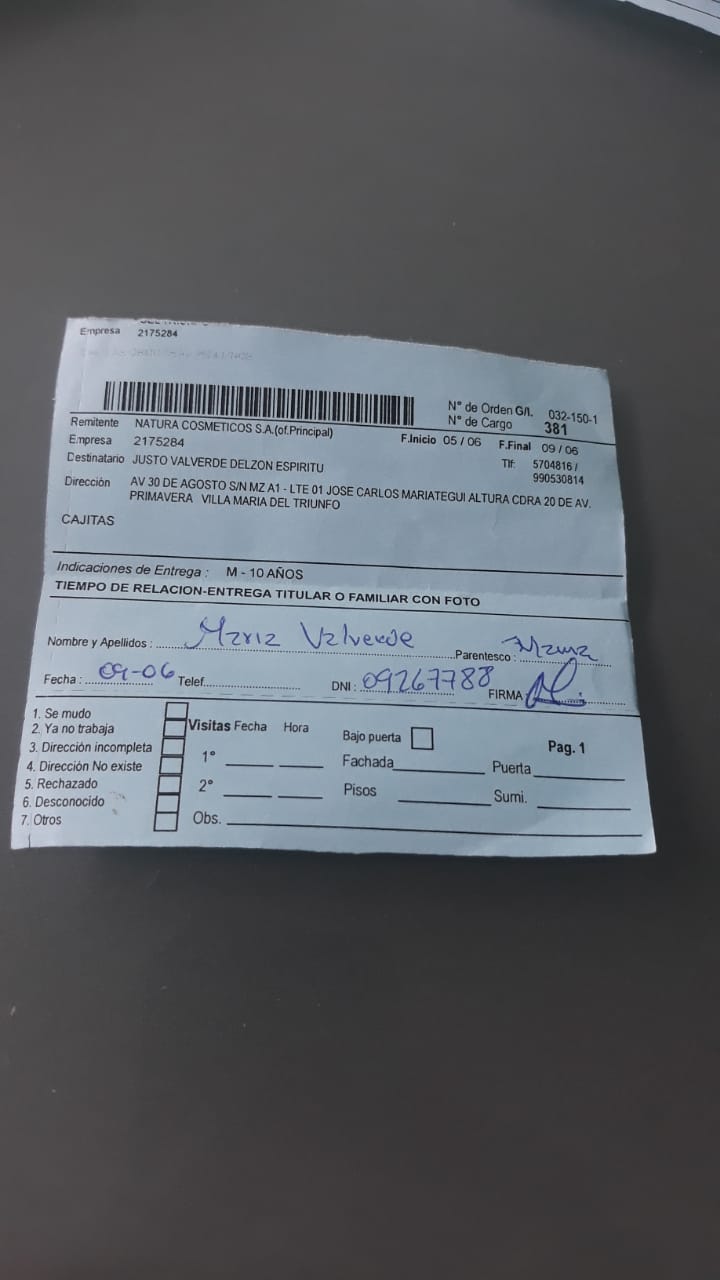 Empresa 2175284
N° de Orden G/I. 032-150-1
N° de Cargo 381
Remitente NATURA COSMETICOS S.A.(of.Principal)
F.Inicio 05 / 06 F.Final 09 / 06
Empresa 2175284
Tlf: 5704816 /
990530814
Destinatario JUSTO VALVERDE DELZON ESPIRITU
Dirección AV 30 DE AGOSTO S/N MZ A1 - LTE 01 JOSE CARLOS MARIATEGUI ALTURA CDRA 20 DE AV.
PRIMAVERA VILLA MARIA DEL TRIUNFO
CAJITAS
Indicaciones de Entrega : M - 10 AÑOS
TIEMPO DE RELACION-ENTREGA TITULAR O FAMILIAR CON FOTO
Nombre y Apellidos : Maria Valverde Parentesco : Mama
Fecha : 09-06 Telef. DNI : 09267788 FIRMA :
1. Se mudo
2. Ya no trabaja
3. Dirección incompleta
4. Dirección No existe
5. Rechazado
6. Desconocido
7. Otros
Visitas Fecha Hora
1°
2°
Obs.
Bajo puerta
Fachada Puerta
Pisos Sumi.
Pag. 1